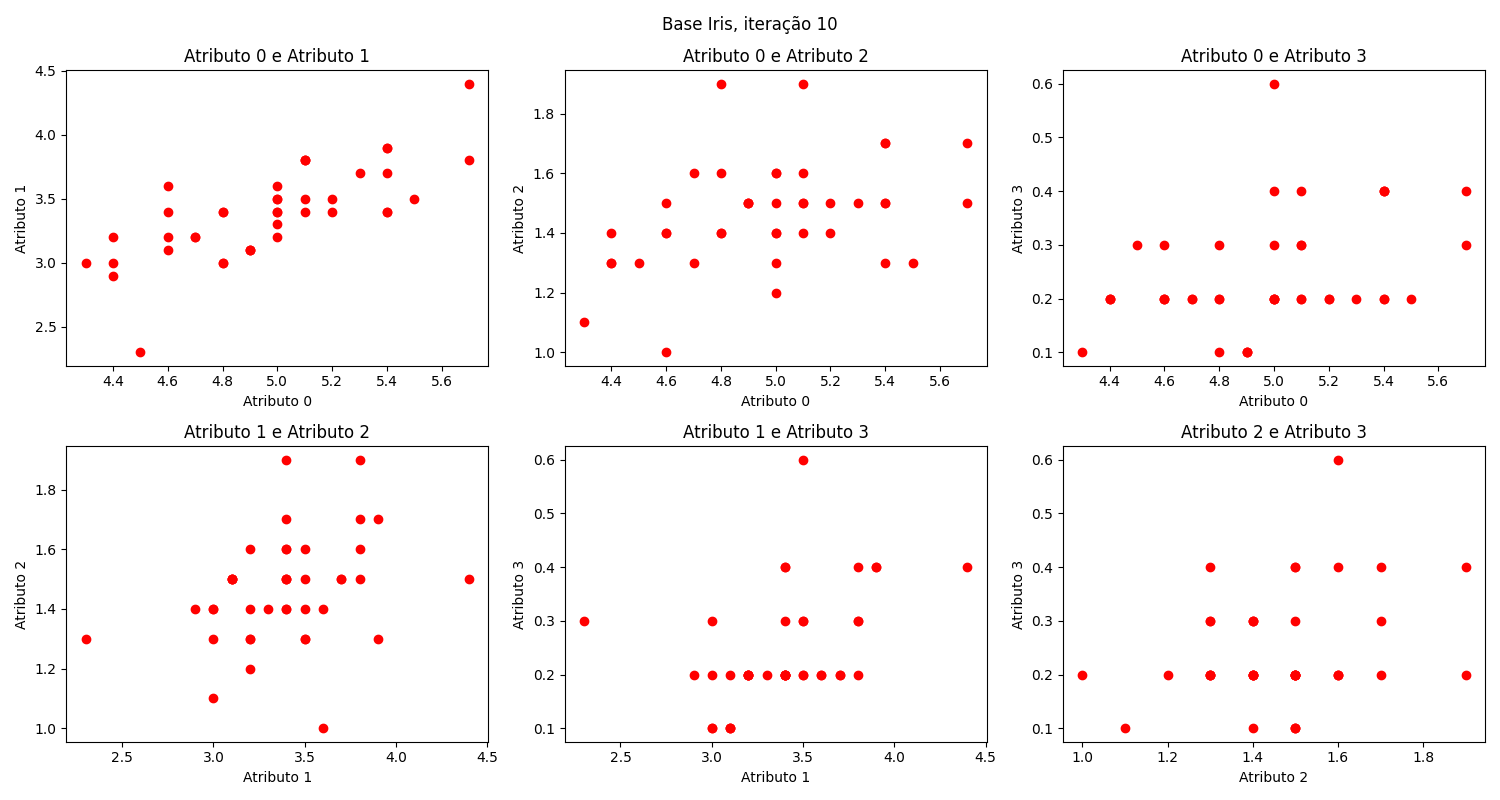 Base Iris, iteração 10
Atributo 0 e Atributo 1
4.5
4.0
3.5
3.0
2.5
Atributo 1
4.4 4.6 4.8 5.0 5.2 5.4 5.6
Atributo 0
Atributo 0 e Atributo 2
1.8
1.6
1.4
1.2
1.0
Atributo 2
4.4 4.6 4.8 5.0 5.2 5.4 5.6
Atributo 0
Atributo 0 e Atributo 3
0.6
0.5
0.4
0.3
0.2
0.1
Atributo 3
4.4 4.6 4.8 5.0 5.2 5.4 5.6
Atributo 0
Atributo 1 e Atributo 2
1.8
1.6
1.4
1.2
1.0
Atributo 2
2.5 3.0 3.5 4.0 4.5
Atributo 1
Atributo 1 e Atributo 3
0.6
0.5
0.4
0.3
0.2
0.1
Atributo 3
2.5 3.0 3.5 4.0 4.5
Atributo 1
Atributo 2 e Atributo 3
0.6
0.5
0.4
0.3
0.2
0.1
Atributo 3
1.0 1.2 1.4 1.6 1.8
Atributo 2